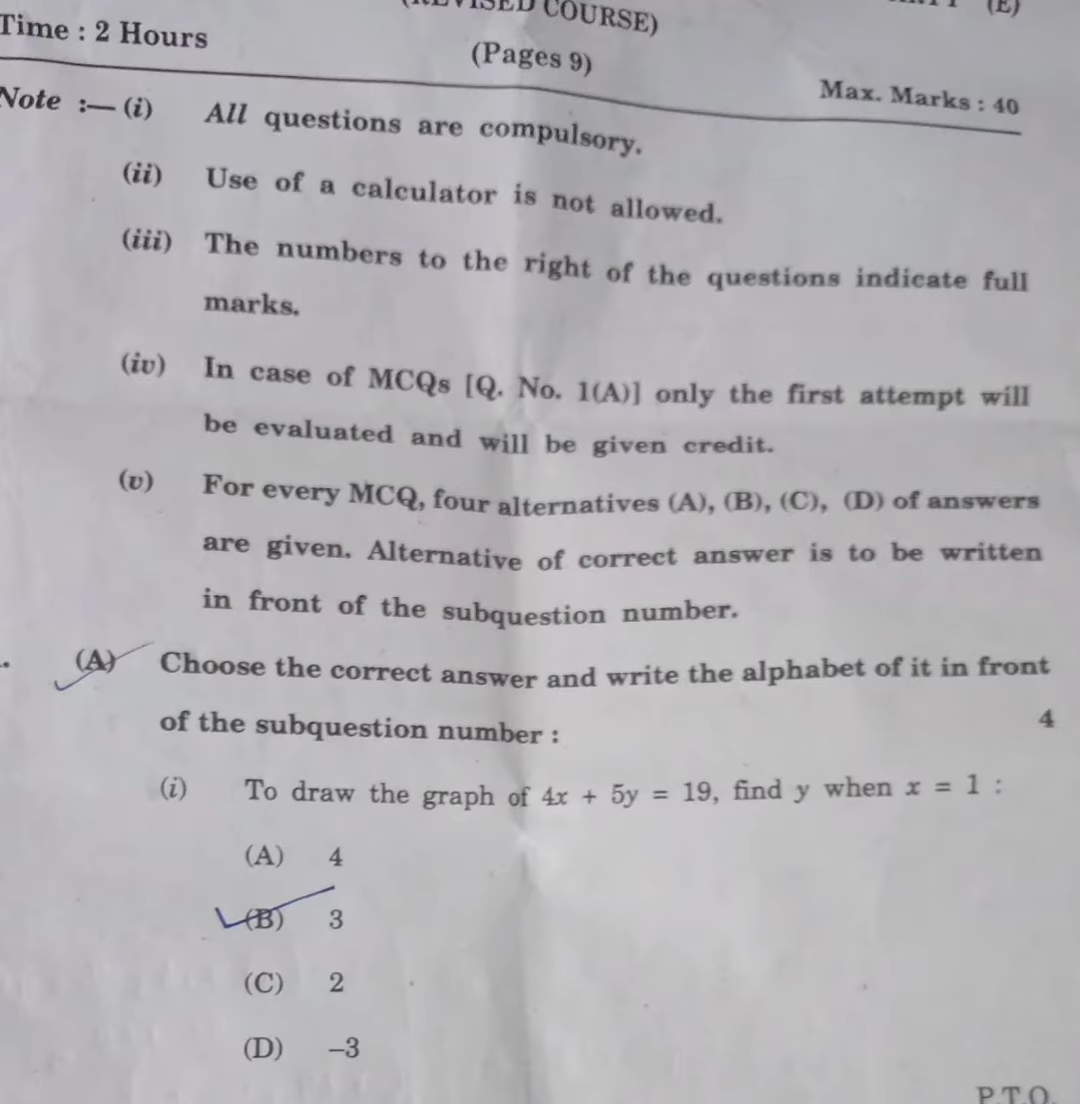 (REVISED COURSE)
(E)
Time : 2 Hours
(Pages 9)
Max. Marks : 40
Note :— (i) All questions are compulsory.
(ii) Use of a calculator is not allowed.
(iii) The numbers to the right of the questions indicate full
marks.
(iv) In case of MCQs [Q. No. 1(A)] only the first attempt will
be evaluated and will be given credit.
(v) For every MCQ, four alternatives (A), (B), (C), (D) of answers
are given. Alternative of correct answer is to be written
in front of the subquestion number.
. (A) Choose the correct answer and write the alphabet of it in front
of the subquestion number : 4
(i) To draw the graph of 4x + 5y = 19, find y when x = 1 :
(A) 4
(B) 3
(C) 2
(D) –3
P.T.O.